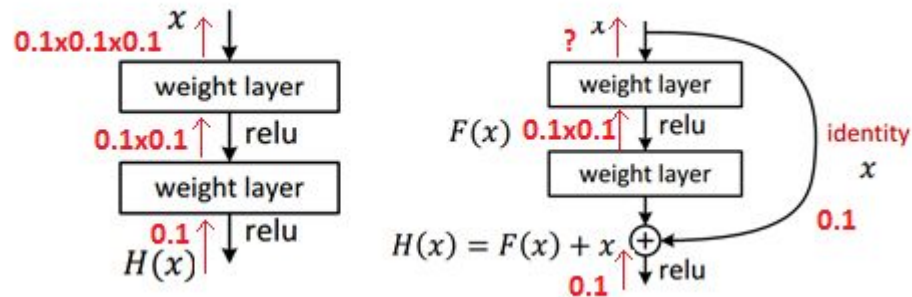 x
0.1x0.1x0.1
weight layer
0.1x0.1
relu
weight layer
0.1
relu
H(x)
?
x
weight layer
F(x)
0.1x0.1
relu
identity
x
weight layer
0.1
H(x) = F(x) + x
+
0.1
relu